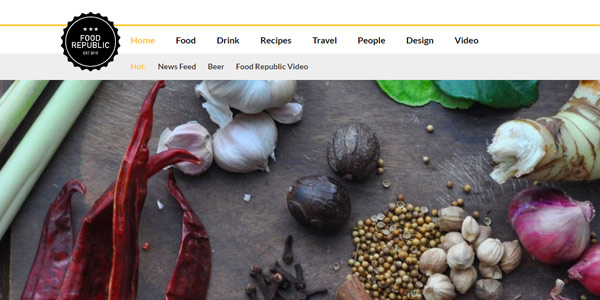 FOOD
REPUBLIC
EST 2010
Home Food Drink Recipes Travel People Design Video
Hot: News Feed Beer Food Republic Video